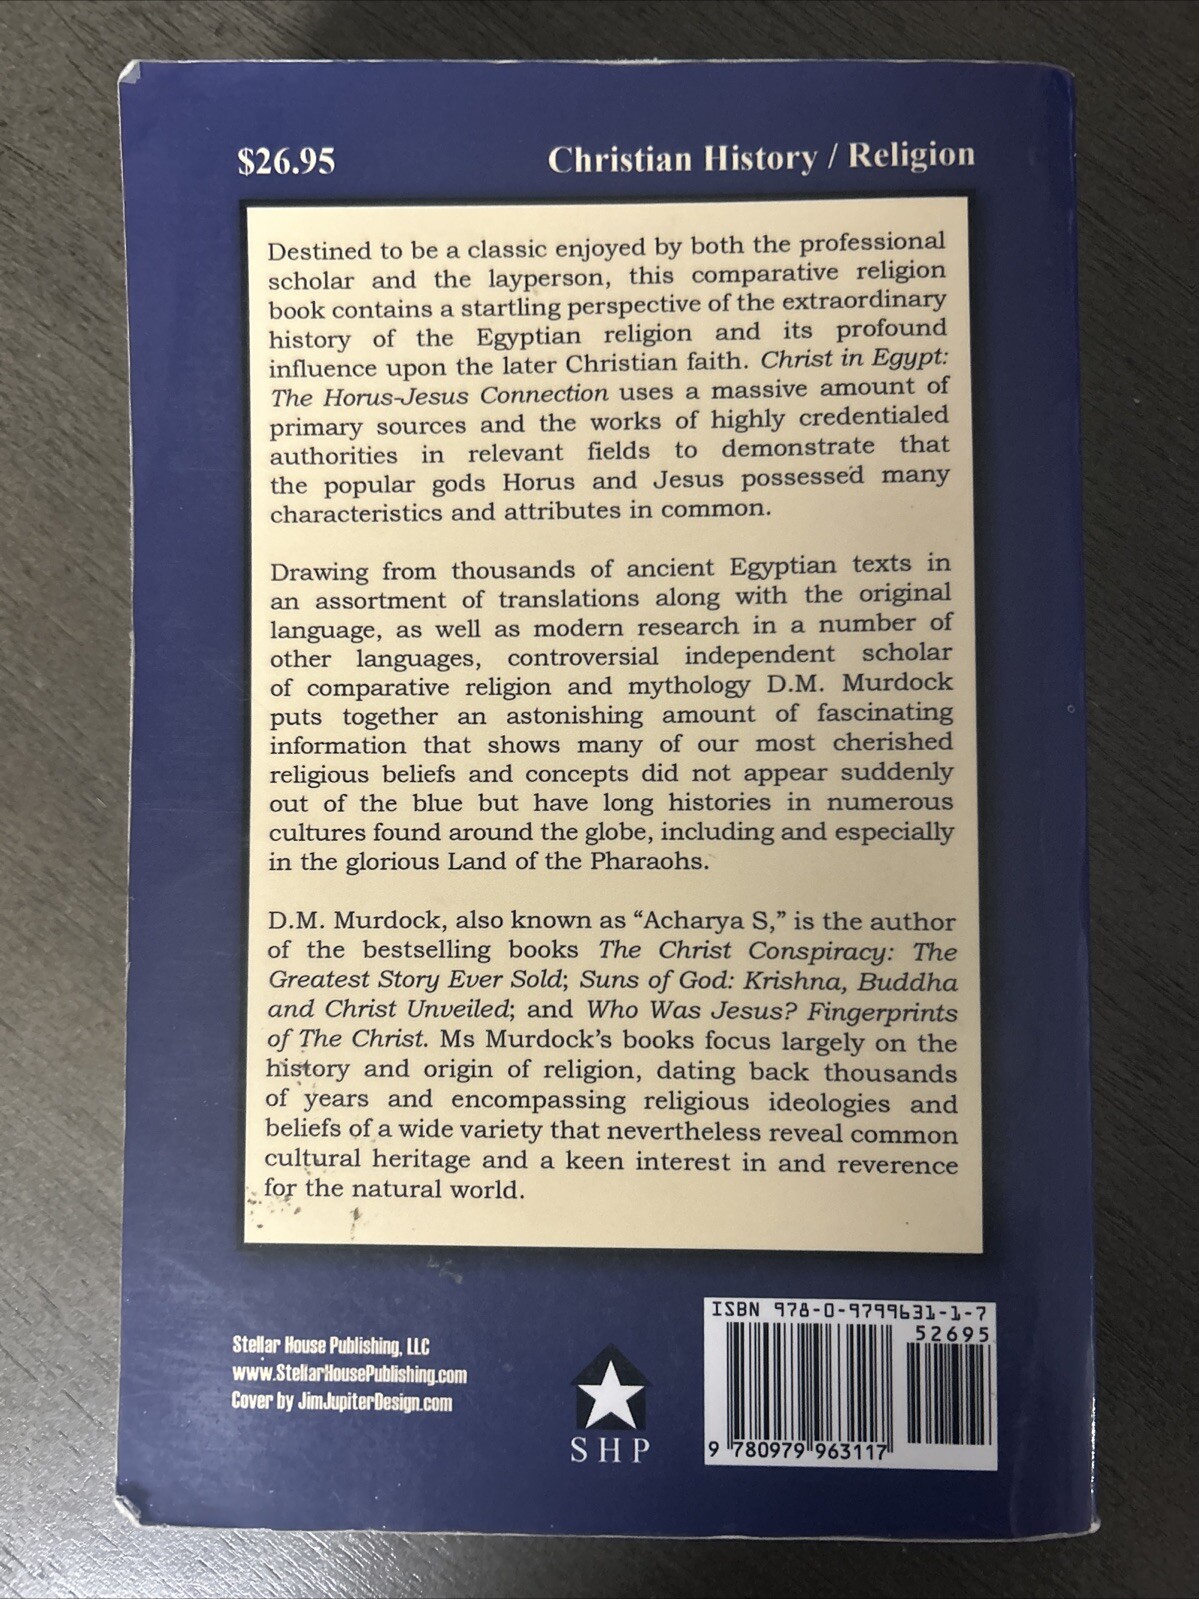 $26.95
Christian History / Religion
Destined to be a classic enjoyed by both the professional
scholar and the layperson, this comparative religion
book contains a startling perspective of the extraordinary
history of the Egyptian religion and its profound
influence upon the later Christian faith. Christ in Egypt:
The Horus-Jesus Connection uses a massive amount of
primary sources and the works of highly credentialed
authorities in relevant fields to demonstrate that
the popular gods Horus and Jesus possessed many
characteristics and attributes in common.
Drawing from thousands of ancient Egyptian texts in
an assortment of translations along with the original
language, as well as modern research in a number of
other languages, controversial independent scholar
of comparative religion and mythology D.M. Murdock
puts together an astonishing amount of fascinating
information that shows many of our most cherished
religious beliefs and concepts did not appear suddenly
out of the blue but have long histories in numerous
cultures found around the globe, including and especially
in the glorious Land of the Pharaohs.
D.M. Murdock, also known as “Acharya S,” is the author
of the bestselling books The Christ Conspiracy: The
Greatest Story Ever Sold; Suns of God: Krishna, Buddha
and Christ Unveiled; and Who Was Jesus? Fingerprints
of The Christ. Ms Murdock’s books focus largely on the
history and origin of religion, dating back thousands
of years and encompassing religious ideologies and
beliefs of a wide variety that nevertheless reveal common
cultural heritage and a keen interest in and reverence
for the natural world.
Stellar House Publishing, LLC
www.StellarHousePublishing.com
Cover by JimJupiterDesign.com
SHP
ISBN 978-0-9799631-1-7
52695
9 780979 963117